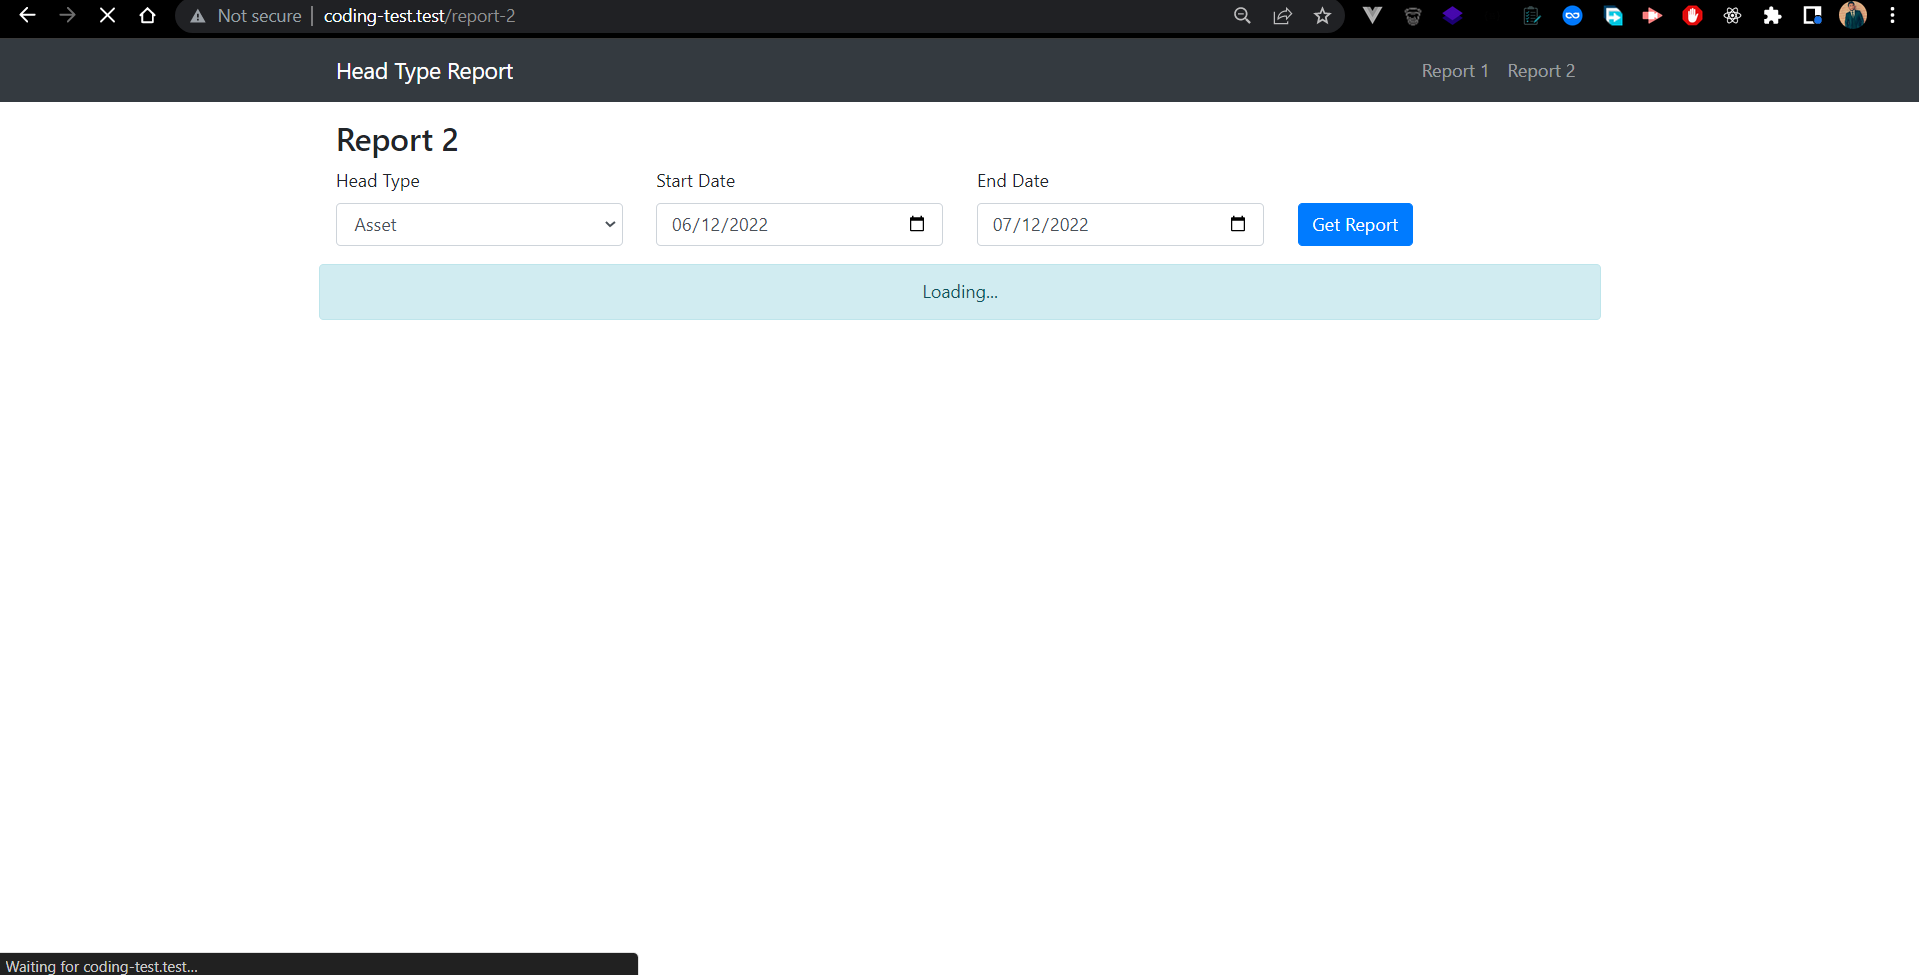 Not secure | coding-test.test/report-2
Head Type Report
Report 1 Report 2
Report 2
Head Type Start Date End Date
Asset 06/12/2022 07/12/2022 Get Report
Loading...
Waiting for coding-test.test...